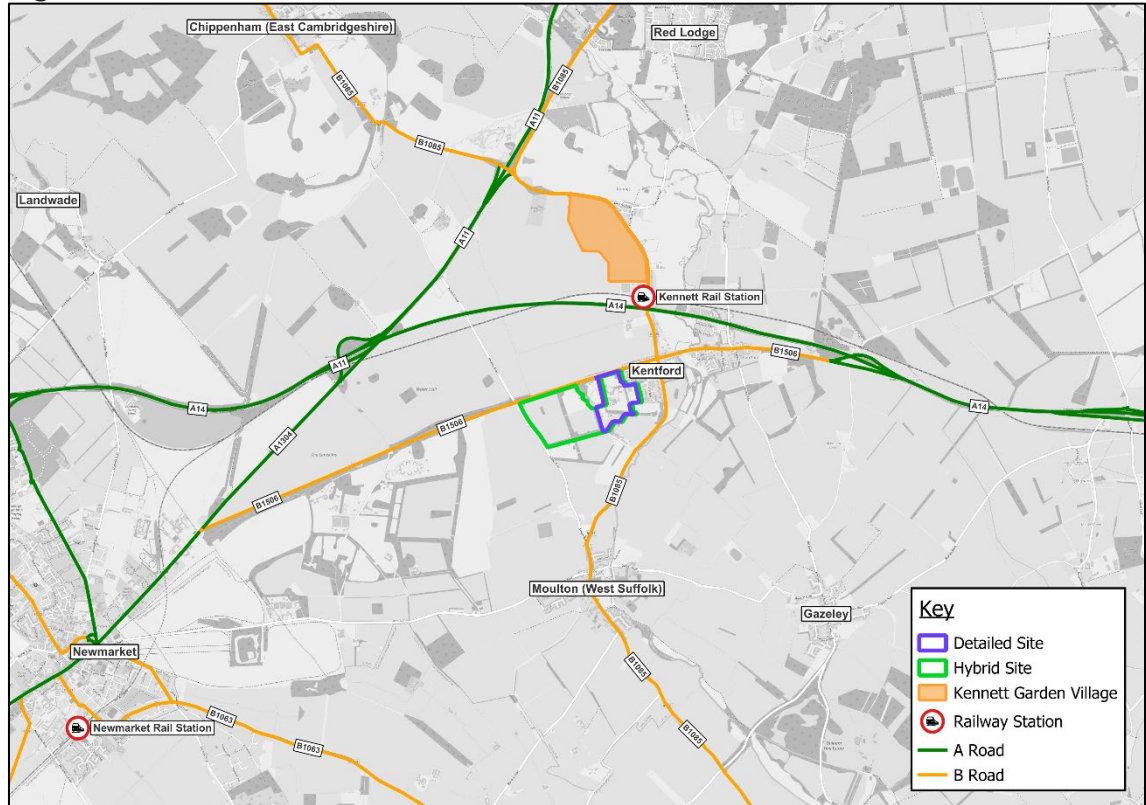 Chippenham (East Cambridgeshire)
Red Lodge
B1085
B1085
A11
B1085
Landwade
A11
Kennett Rail Station
A14
A14
A11
B1506
Kentford
A14
A14
A1304
B1506
B1506
B1085
Moulton (West Suffolk)
Gazeley
Newmarket
B1085
Newmarket Rail Station
B1063
B1063
B1085
Key
Detailed Site
Hybrid Site
Kennett Garden Village
Railway Station
A Road
B Road